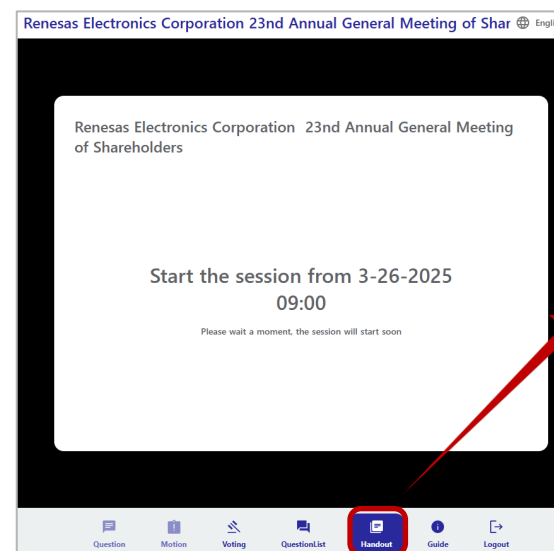 Renesas Electronics Corporation 23nd Annual General Meeting of Shar
Renesas Electronics Corporation 23nd Annual General Meeting
of Shareholders
Start the session from 3-26-2025
09:00
Please wait a moment, the session will start soon
Question Motion Voting QuestionList Handout Guide Logout